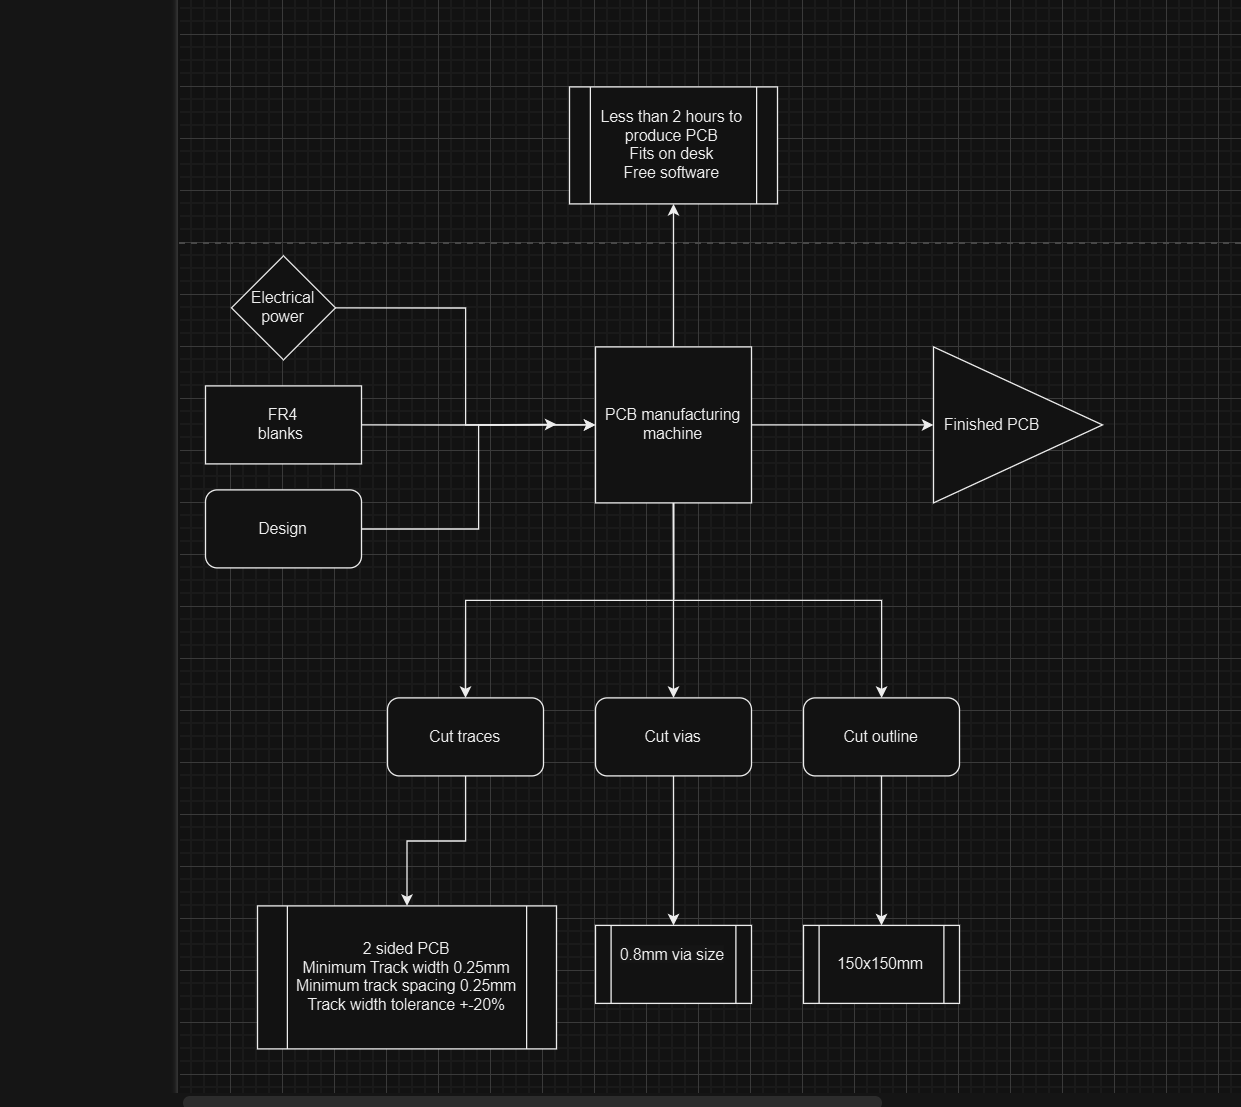 Less than 2 hours to
produce PCB
Fits on desk
Free software
Electrical
power
FR4
blanks
Design
PCB manufacturing
machine
Finished PCB
Cut traces
Cut vias
Cut outline
2 sided PCB
Minimum Track width 0.25mm
Minimum track spacing 0.25mm
Track width tolerance +-20%
0.8mm via size
150x150mm